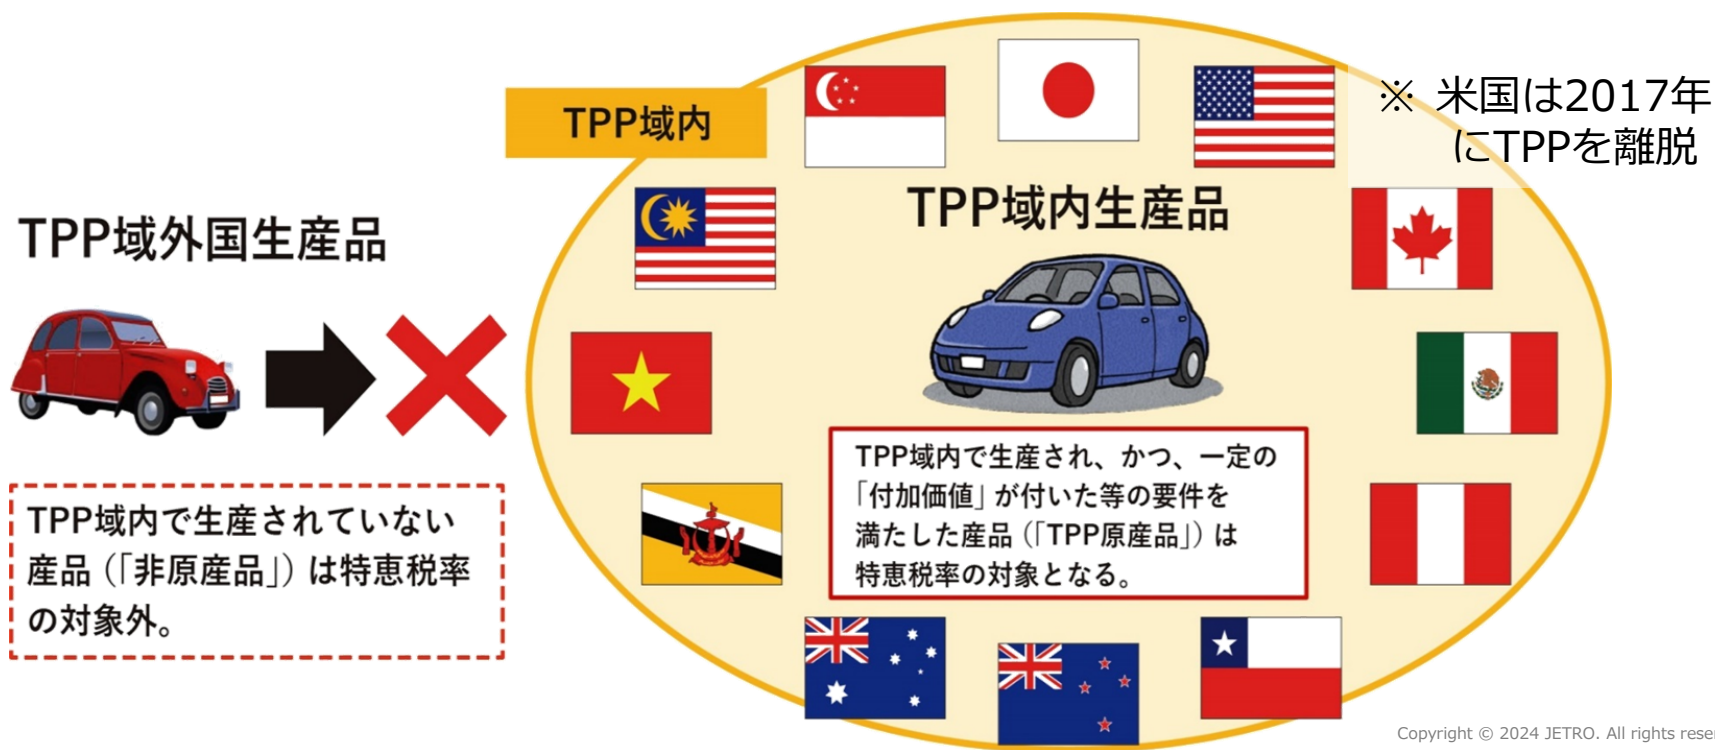 TPP域内
※ 米国は2017年
にTPPを離脱
TPP域外国生産品
TPP域内生産品
TPP域内で生産されていない
産品（「非原産品」）は特恵税率
の対象外。
TPP域内で生産され、かつ、一定の
「付加価値」が付いた等の要件を
満たした産品（「TPP原産品」）は
特恵税率の対象となる。
Copyright © 2024 JETRO. All rights rese